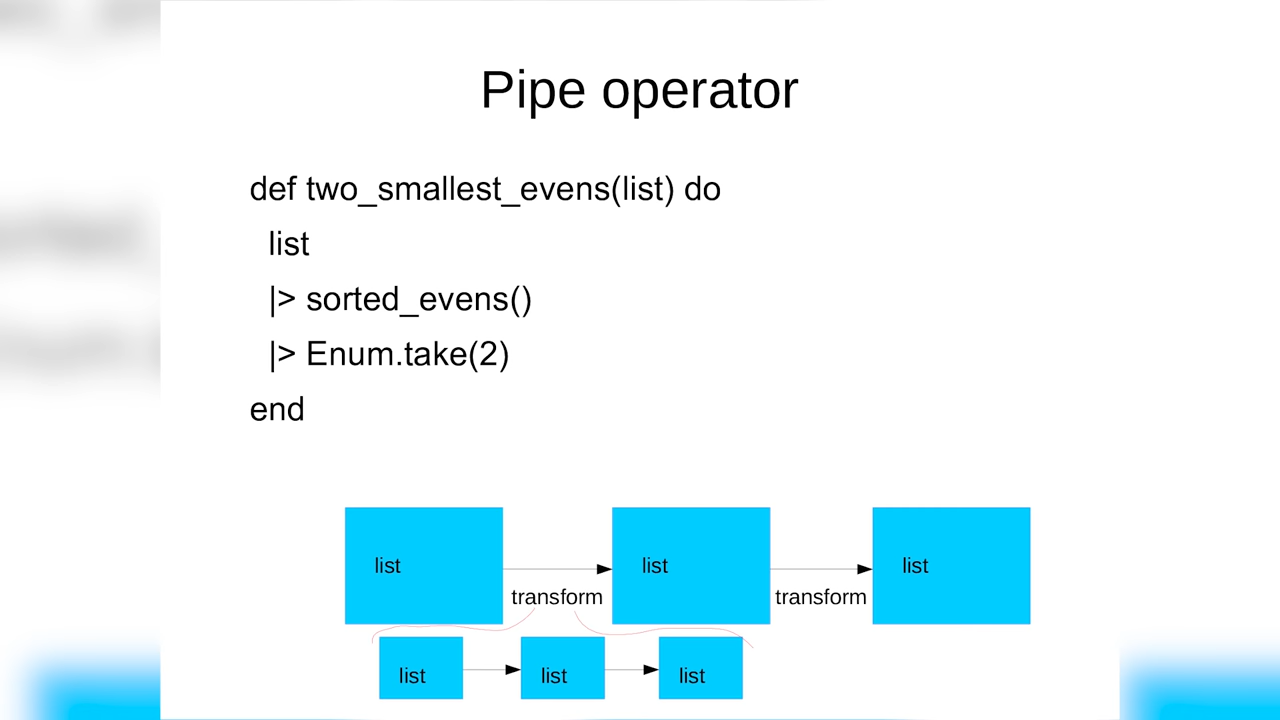 Pipe operator
def two_smallest_evens(list) do
list
|> sorted_evens()
|> Enum.take(2)
end
list
list
list
transform
transform
list
list
list